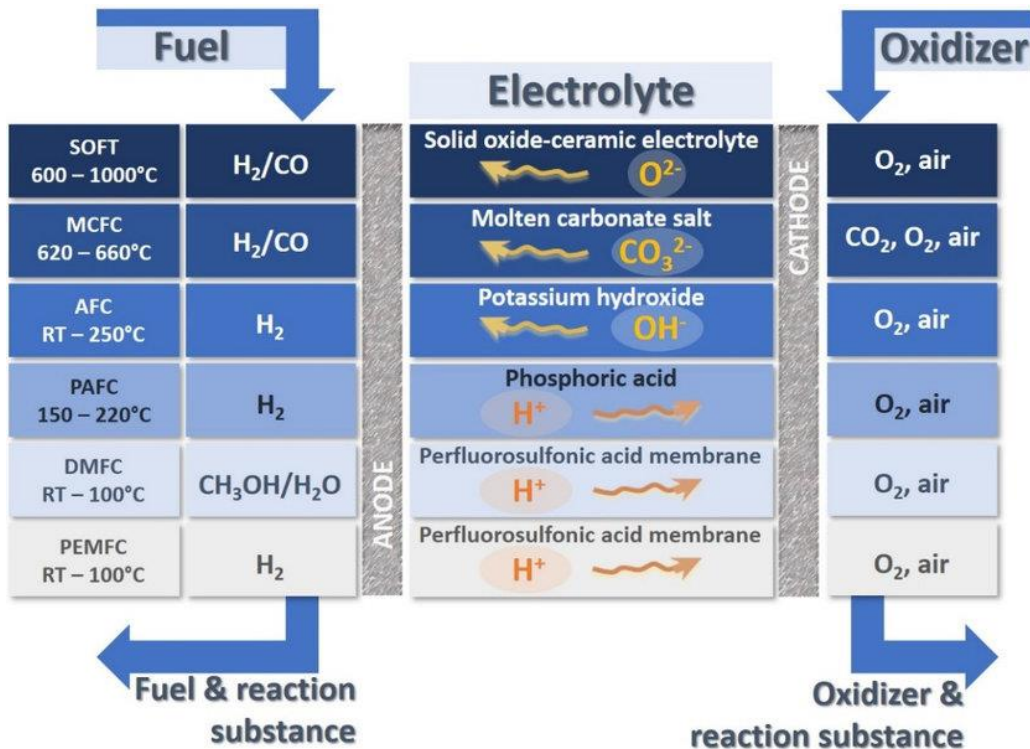 Fuel
Oxidizer
Electrolyte
SOFT
600 – 1000°C
H₂/CO
Solid oxide-ceramic electrolyte
O²⁻
O₂, air
MCFC
620 – 660°C
H₂/CO
Molten carbonate salt
CO₃²⁻
CO₂, O₂, air
AFC
RT – 250°C
H₂
Potassium hydroxide
OH⁻
O₂, air
PAFC
150 – 220°C
H₂
Phosphoric acid
H⁺
O₂, air
DMFC
RT – 100°C
CH₃OH/H₂O
Perfluorosulfonic acid membrane
H⁺
O₂, air
PEMFC
RT – 100°C
H₂
Perfluorosulfonic acid membrane
H⁺
O₂, air
ANODE
CATHODE
Fuel & reaction
substance
Oxidizer &
reaction substance